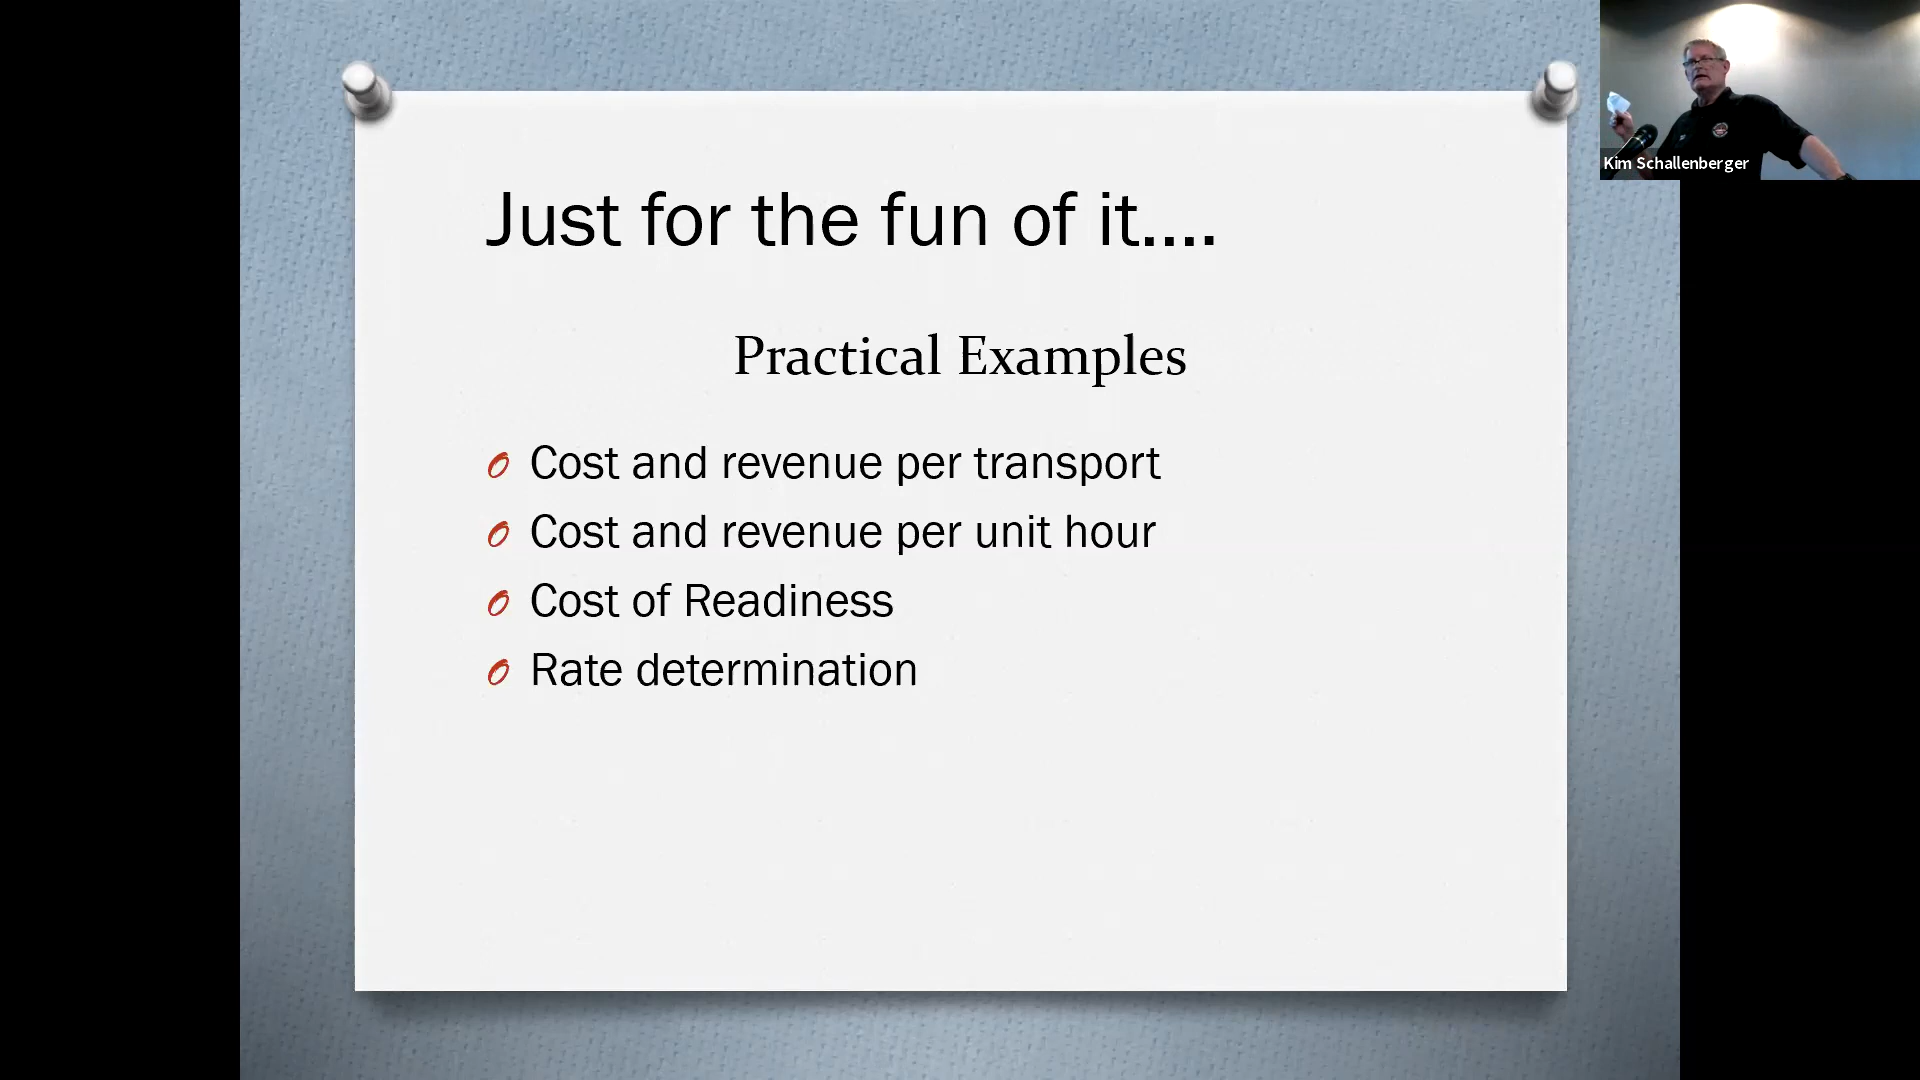 Just for the fun of it....
Practical Examples
Cost and revenue per transport
Cost and revenue per unit hour
Cost of Readiness
Rate determination
Kim Schallenberger